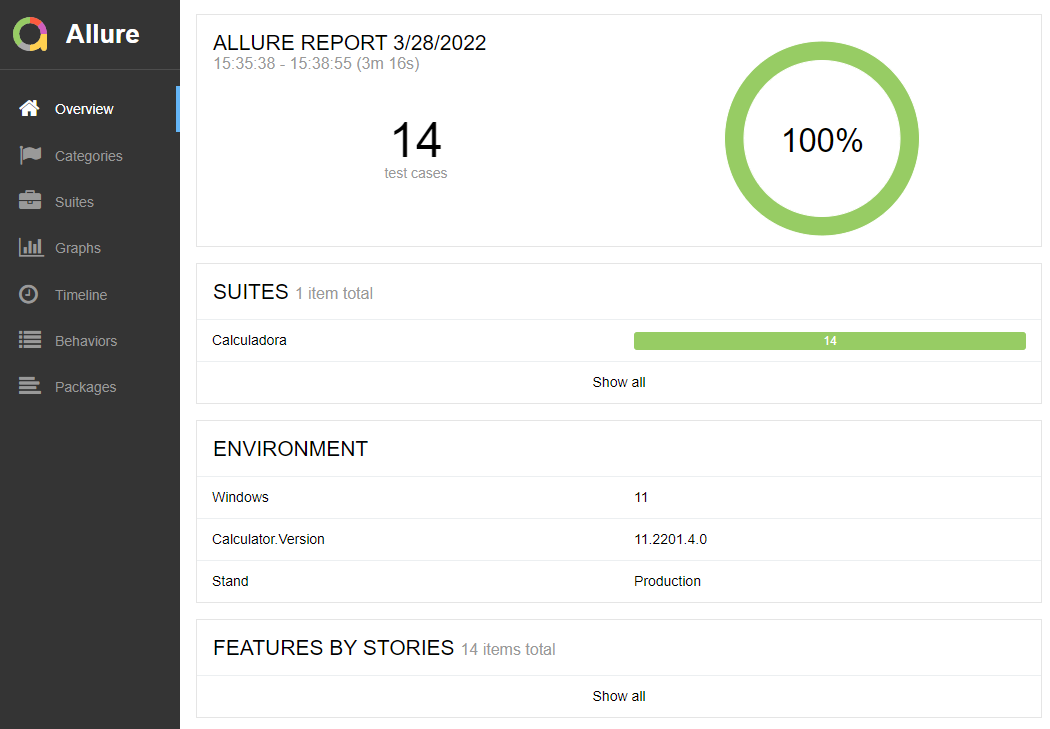 Allure
Overview
Categories
Suites
Graphs
Timeline
Behaviors
Packages
ALLURE REPORT 3/28/2022
15:35:38 - 15:38:55 (3m 16s)
14
test cases
100%
SUITES 1 item total
Calculadora 14
Show all
ENVIRONMENT
Windows 11
Calculator.Version 11.2201.4.0
Stand Production
FEATURES BY STORIES 14 items total
Show all